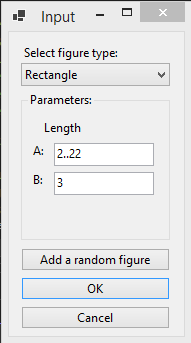 Input
Select figure type:
Rectangle
Parameters:
Length
A: 2..22
B: 3
Add a random figure
OK
Cancel